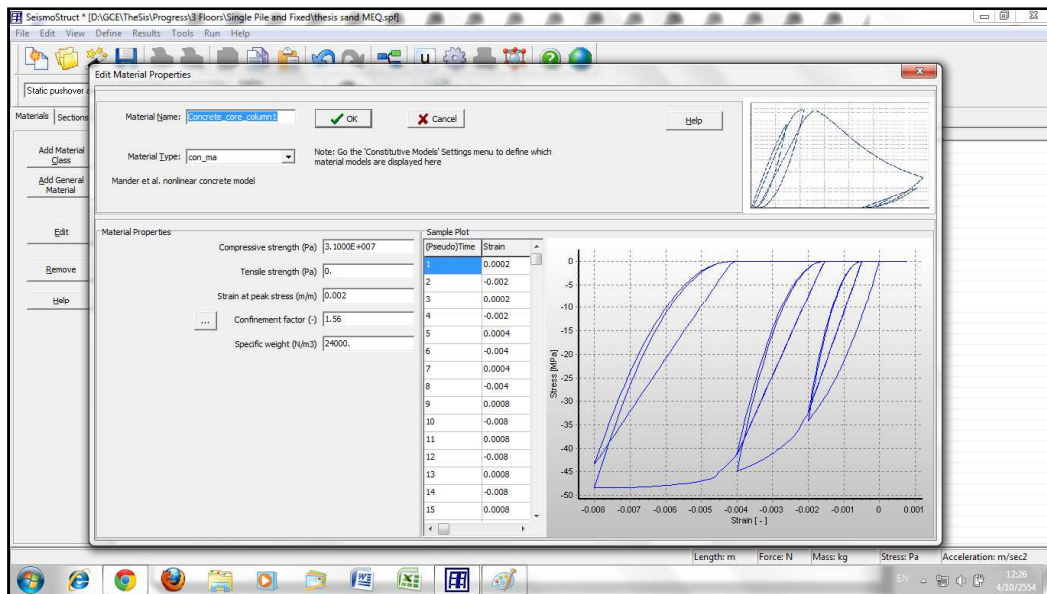 SeismoStruct * [D:\GCE\TheSis\Progress\3 Floors\Single Pile and Fixed\thesis sand MEQ.spf]
File Edit View Define Results Tools Run Help
Static pushover
Materials Sections
Add Material Class
Add General Material
Edit
Remove
Help
Edit Material Properties
Material Name: Concrete_core_column1
OK
Cancel
Help
Material Type: con_ma
Note: Go the 'Constitutive Models' Settings menu to define which
material models are displayed here
Mander et al. nonlinear concrete model
Material Properties
Compressive strength (Pa) 3.1000E+007
Tensile strength (Pa) 0.
Strain at peak stress (m/m) 0.002
... Confinement factor (-) 1.56
Specific weight (N/m3) 24000.
Sample Plot
(Pseudo)Time Strain
1 0.0002
2 -0.002
3 0.0002
4 -0.002
5 0.0004
6 -0.004
7 0.0004
8 -0.004
9 0.0008
10 -0.008
11 0.0008
12 -0.008
13 0.0008
14 -0.008
15 0.0008
Stress [MPa]
0
-5
-10
-15
-20
-25
-30
-35
-40
-45
-50
-0.008 -0.007 -0.006 -0.005 -0.004 -0.003 -0.002 -0.001 0 0.001
Strain [ - ]
Length: m Force: N Mass: kg Stress: Pa Acceleration: m/sec2
EN
12:26
4/10/2554